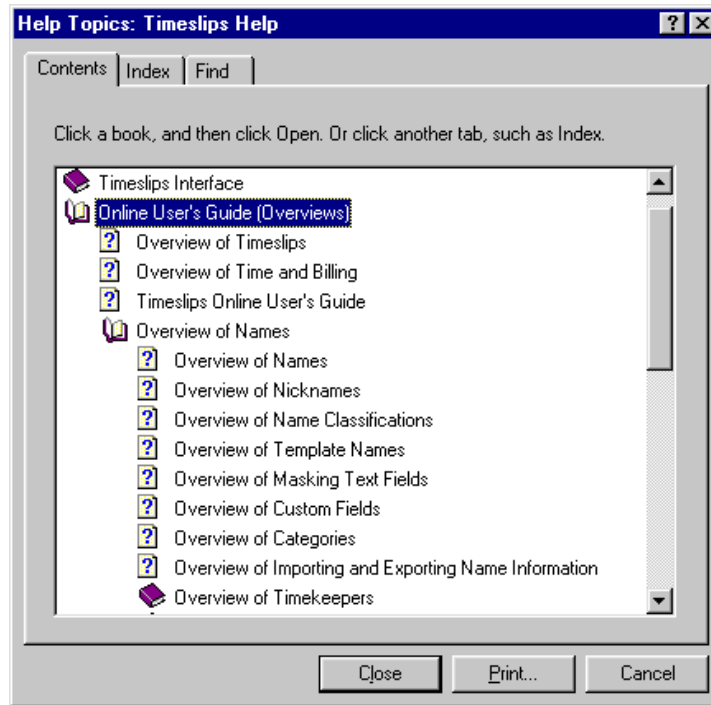 Help Topics: Timeslips Help
Contents Index Find
Click a book, and then click Open. Or click another tab, such as Index.
Timeslips Interface
Online User's Guide (Overviews)
Overview of Timeslips
Overview of Time and Billing
Timeslips Online User's Guide
Overview of Names
Overview of Names
Overview of Nicknames
Overview of Name Classifications
Overview of Template Names
Overview of Masking Text Fields
Overview of Custom Fields
Overview of Categories
Overview of Importing and Exporting Name Information
Overview of Timekeepers
Close Print... Cancel